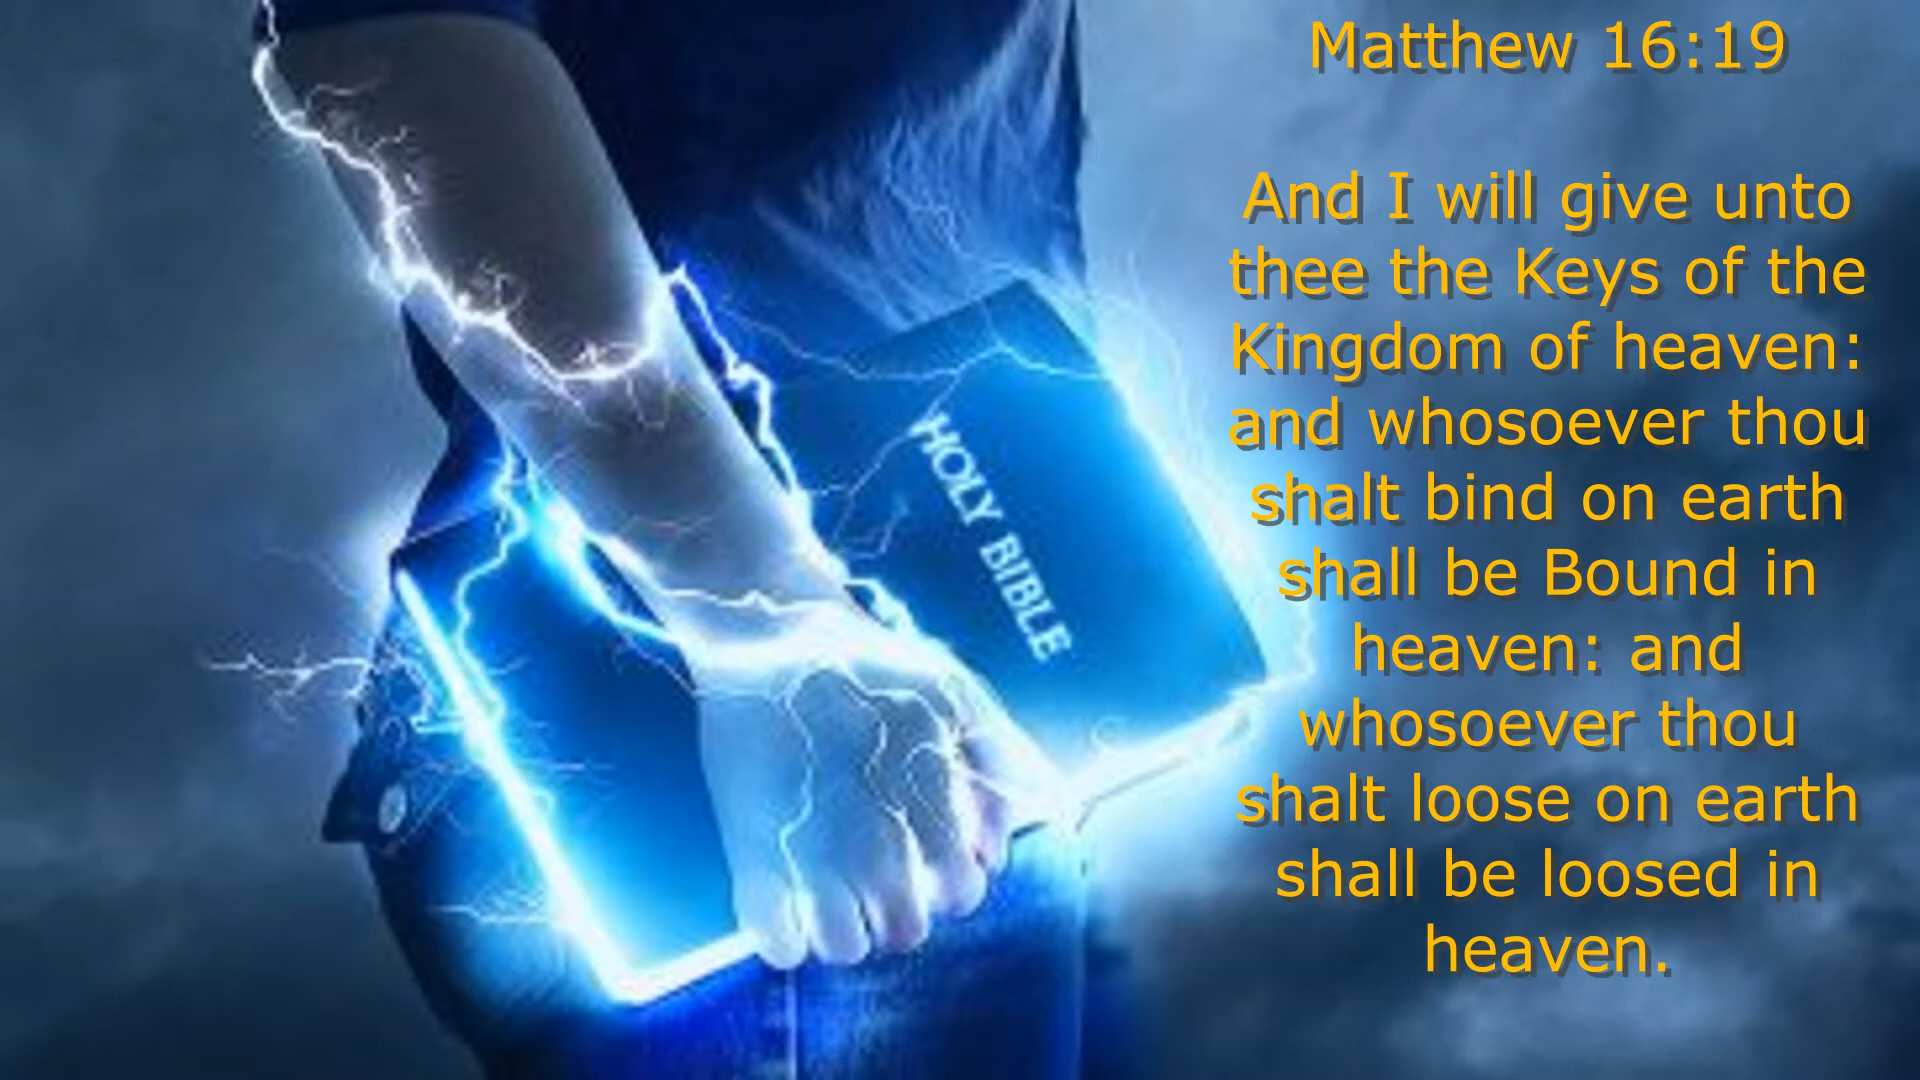 Matthew 16:19
And I will give unto
thee the Keys of the
Kingdom of heaven:
and whosoever thou
shalt bind on earth
shall be Bound in
heaven: and
whosoever thou
shalt loose on earth
shall be loosed in
heaven.
HOLY BIBLE